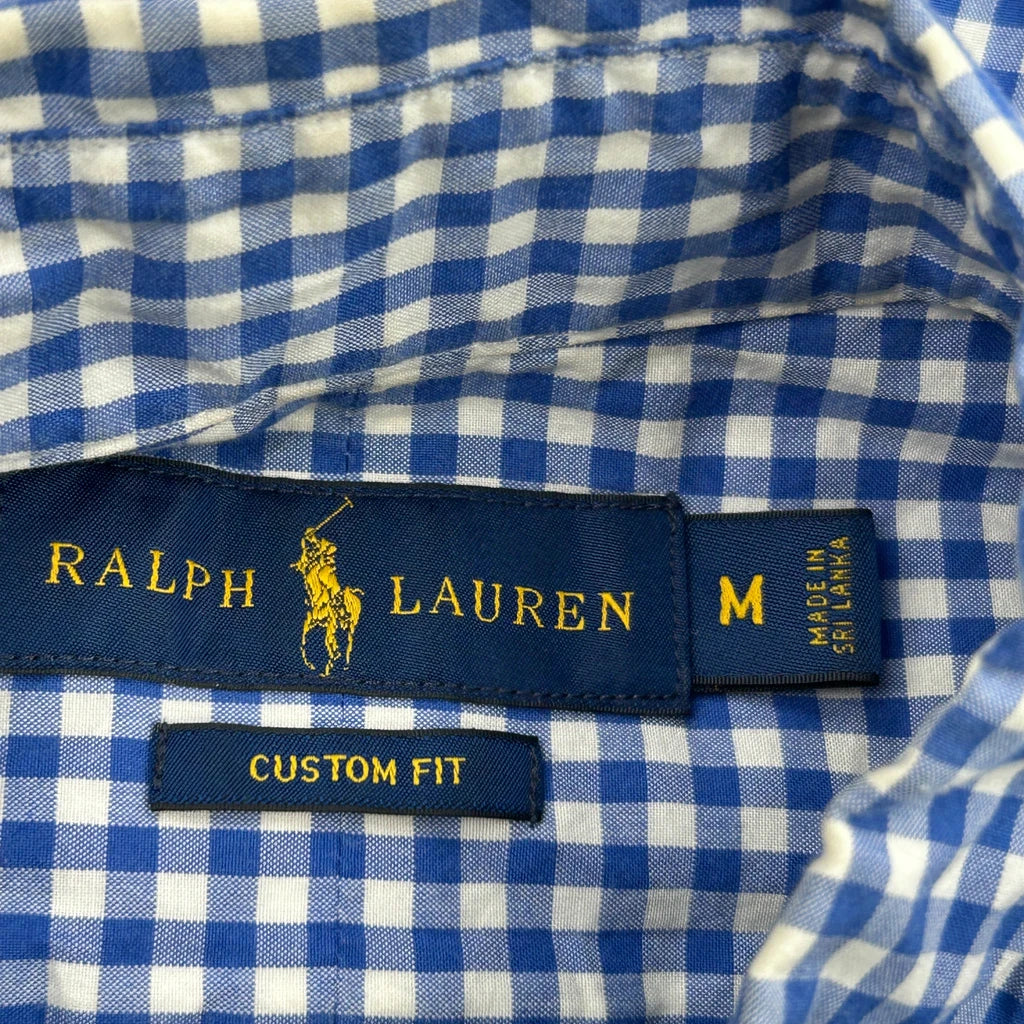 RALPH LAUREN
M
MADE IN
SRI LANKA
CUSTOM FIT